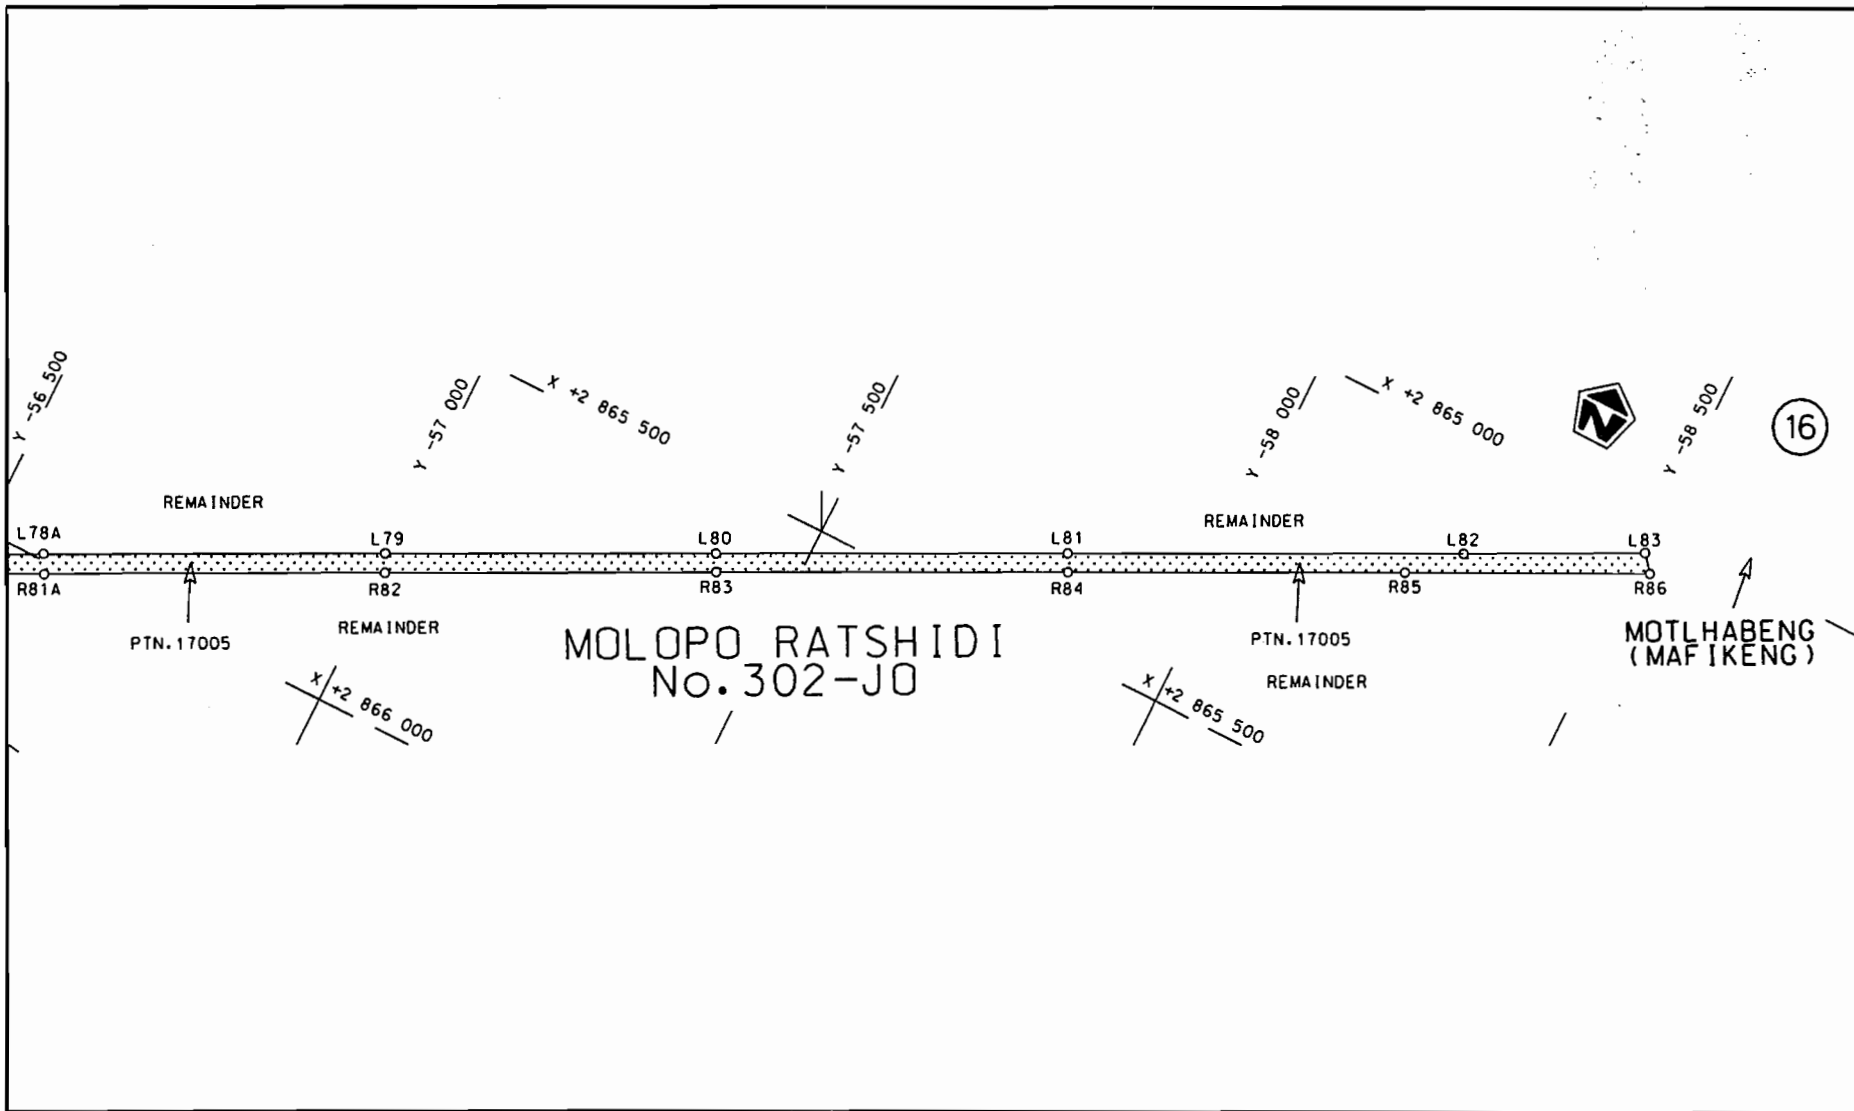 Y -56 500
Y -57 000
X +2 865 500
Y -57 500
Y -58 000
X +2 865 000
Y -58 500
16
REMAINDER
REMAINDER
L78A
L79
L80
L81
L82
L83
R81A
R82
R83
R84
R85
R86
PTN.17005
REMAINDER
MOLOPO RATSHIDI
No.302-JO
PTN.17005
REMAINDER
MOTLHABENG
(MAFIKENG)
X +2 866 000
X +2 865 500